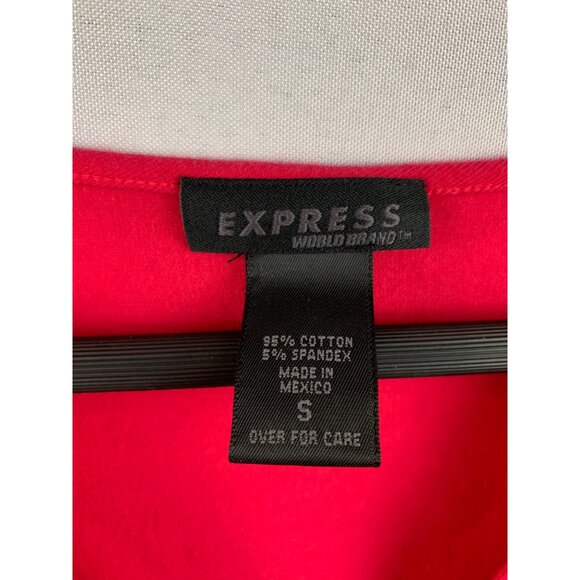 EXPRESS
WORLD BRAND™
95% COTTON
5% SPANDEX
MADE IN
MEXICO
S
OVER FOR CARE